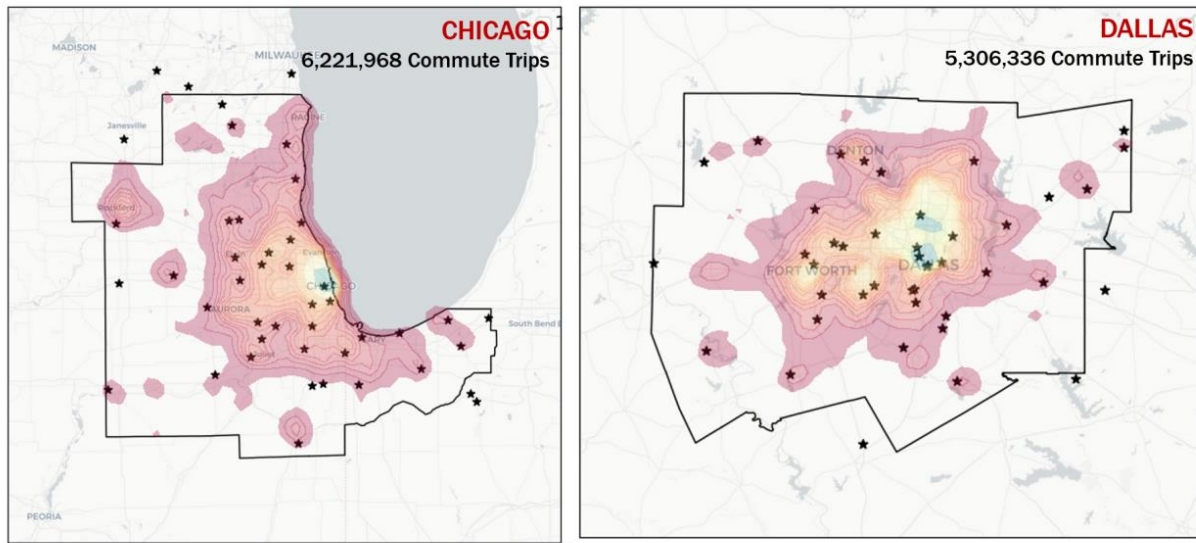 CHICAGO
6,221,968 Commute Trips
MADISON
MILWAUKEE
Janesville
RACINE
Rockford
Evanston
CHICAGO
AURORA
Joliet
GARY
South Bend
PEORIA
DALLAS
5,306,336 Commute Trips
DENTON
FORT WORTH
DALLAS